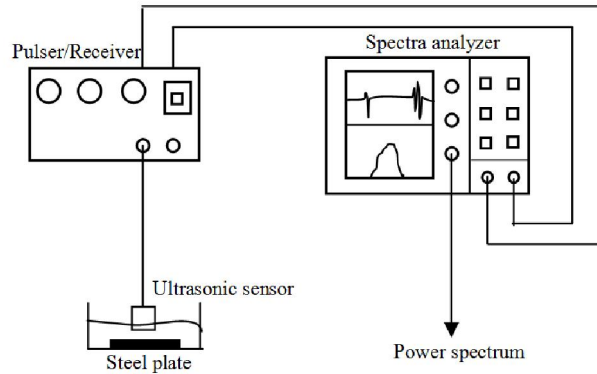 Pulser/Receiver
Spectra analyzer
Ultrasonic sensor
Steel plate
Power spectrum